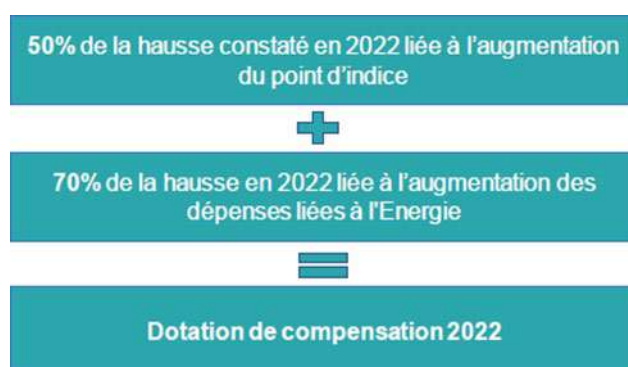 50% de la hausse constaté en 2022 liée à l'augmentation
du point d'indice
70% de la hausse en 2022 liée à l'augmentation des
dépenses liées à l'Energie
Dotation de compensation 2022